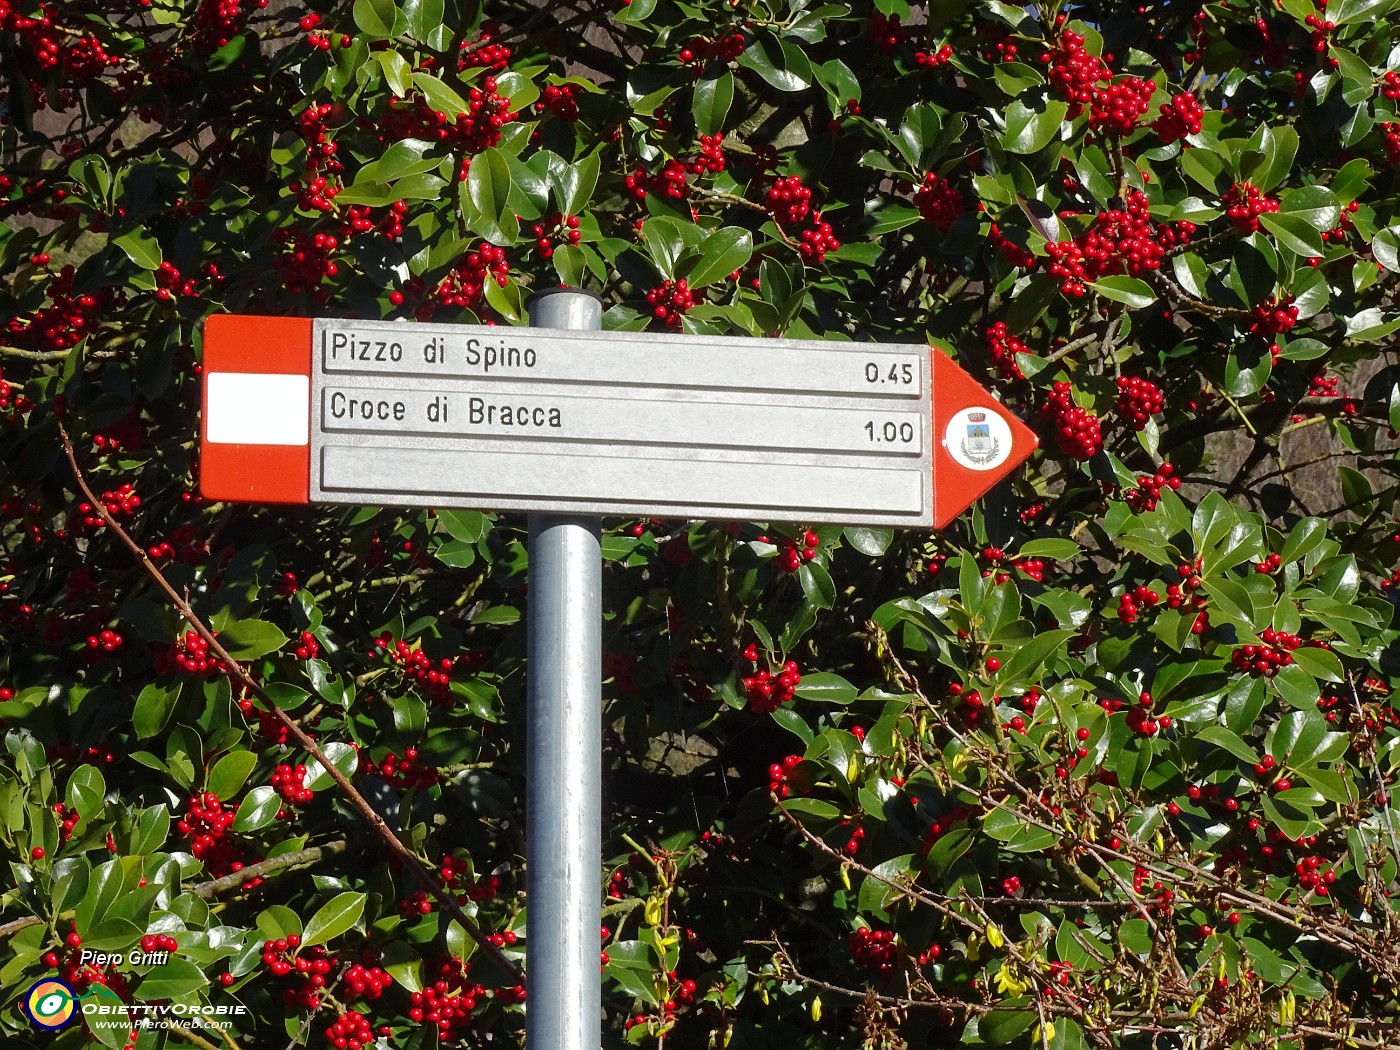 Pizzo di Spino 0.45
Croce di Bracca 1.00
Piero Gritti
ObiettivOrobie
www.PieroWeb.com